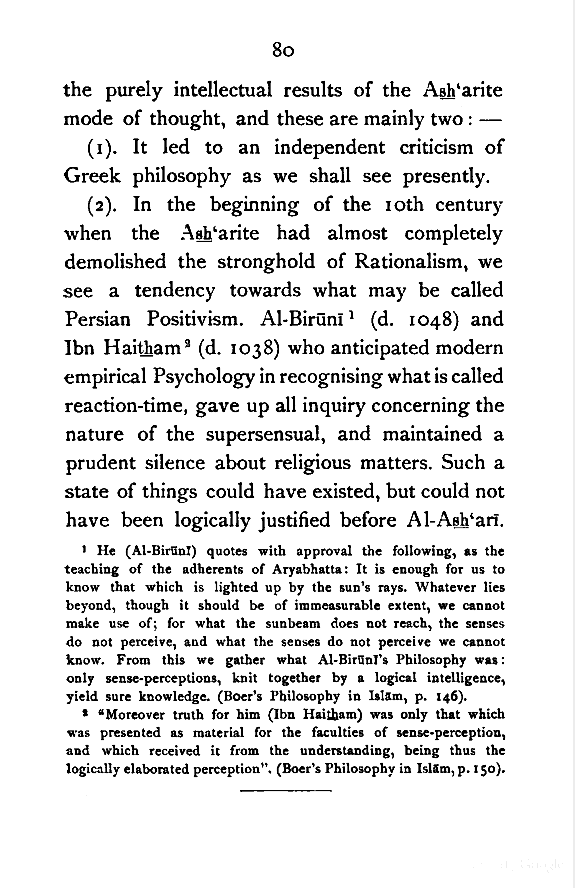 80
the purely intellectual results of the As̲h̲‘arite
mode of thought, and these are mainly two : —
(1). It led to an independent criticism of
Greek philosophy as we shall see presently.
(2). In the beginning of the 10th century
when the As̲h̲‘arite had almost completely
demolished the stronghold of Rationalism, we
see a tendency towards what may be called
Persian Positivism. Al-Birūnī ¹ (d. 1048) and
Ibn Hait̲h̲am ² (d. 1038) who anticipated modern
empirical Psychology in recognising what is called
reaction-time, gave up all inquiry concerning the
nature of the supersensual, and maintained a
prudent silence about religious matters. Such a
state of things could have existed, but could not
have been logically justified before Al-As̲h̲‘arī.
¹ He (Al-Birūnī) quotes with approval the following, as the
teaching of the adherents of Aryabhatta: It is enough for us to
know that which is lighted up by the sun's rays. Whatever lies
beyond, though it should be of immeasurable extent, we cannot
make use of; for what the sunbeam does not reach, the senses
do not perceive, and what the senses do not perceive we cannot
know. From this we gather what Al-Birūnī's Philosophy was:
only sense-perceptions, knit together by a logical intelligence,
yield sure knowledge. (Boer's Philosophy in Islām, p. 146).
² “Moreover truth for him (Ibn Hait̲h̲am) was only that which
was presented as material for the faculties of sense-perception,
and which received it from the understanding, being thus the
logically elaborated perception”. (Boer's Philosophy in Islām, p. 150).